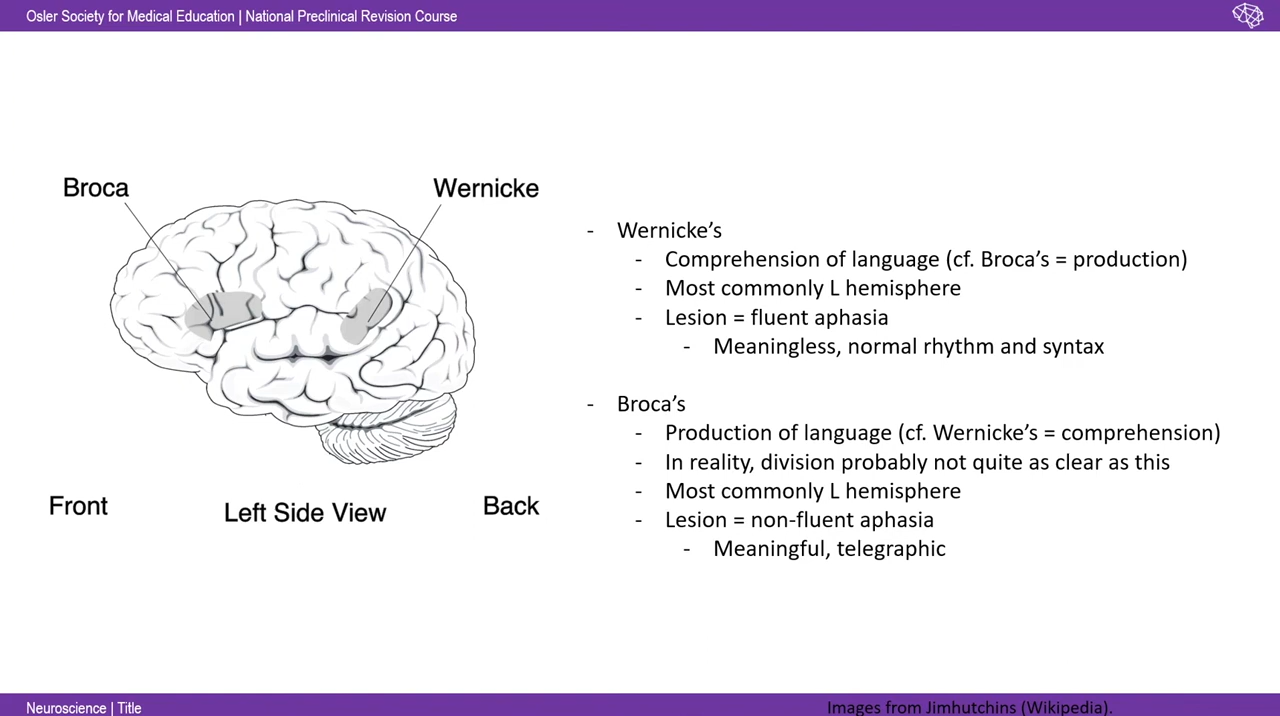 Osler Society for Medical Education | National Preclinical Revision Course
Broca
Wernicke
Front
Left Side View
Back
- Wernicke’s
- Comprehension of language (cf. Broca’s = production)
- Most commonly L hemisphere
- Lesion = fluent aphasia
- Meaningless, normal rhythm and syntax
- Broca’s
- Production of language (cf. Wernicke’s = comprehension)
- In reality, division probably not quite as clear as this
- Most commonly L hemisphere
- Lesion = non-fluent aphasia
- Meaningful, telegraphic
Neuroscience | Title
Images from Jimhutchins (Wikipedia).